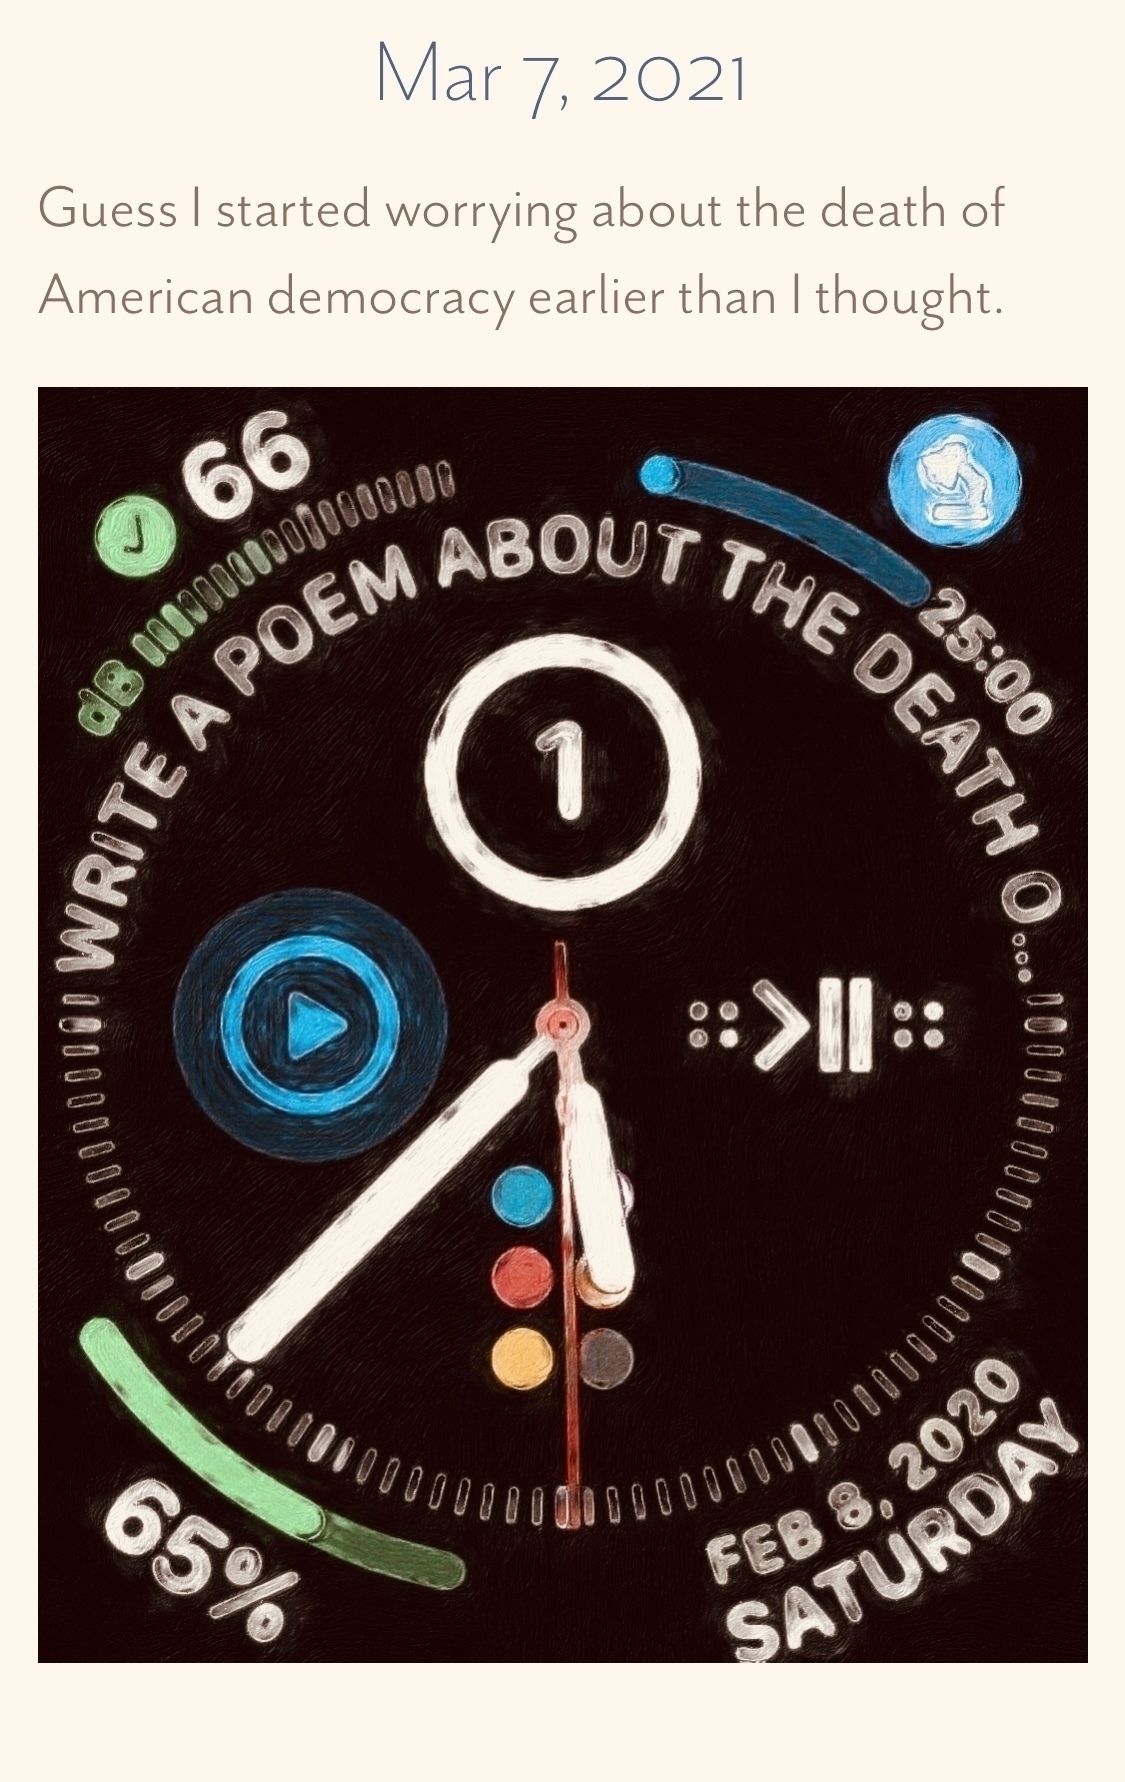 Mar 7, 2021
Guess I started worrying about the death of
American democracy earlier than I thought.
J 66
dB
25:00
WRITE A POEM ABOUT THE DEATH O...
1
65%
FEB 8, 2020
SATURDAY